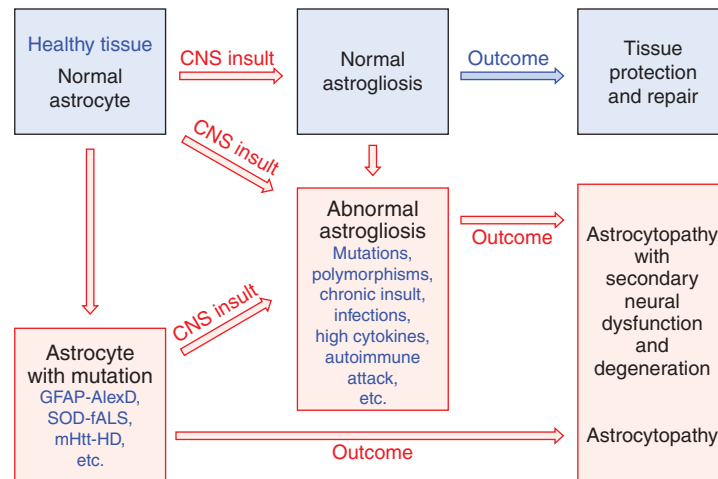 Healthy tissue
Normal
astrocyte
CNS insult
Normal
astrogliosis
Outcome
Tissue
protection
and repair
CNS insult
Abnormal
astrogliosis
Mutations,
polymorphisms,
chronic insult,
infections,
high cytokines,
autoimmune
attack,
etc.
Outcome
Astrocytopathy
with
secondary
neural
dysfunction
and
degeneration
CNS insult
Astrocyte
with mutation
GFAP-AlexD,
SOD-fALS,
mHtt-HD,
etc.
Outcome
Astrocytopathy